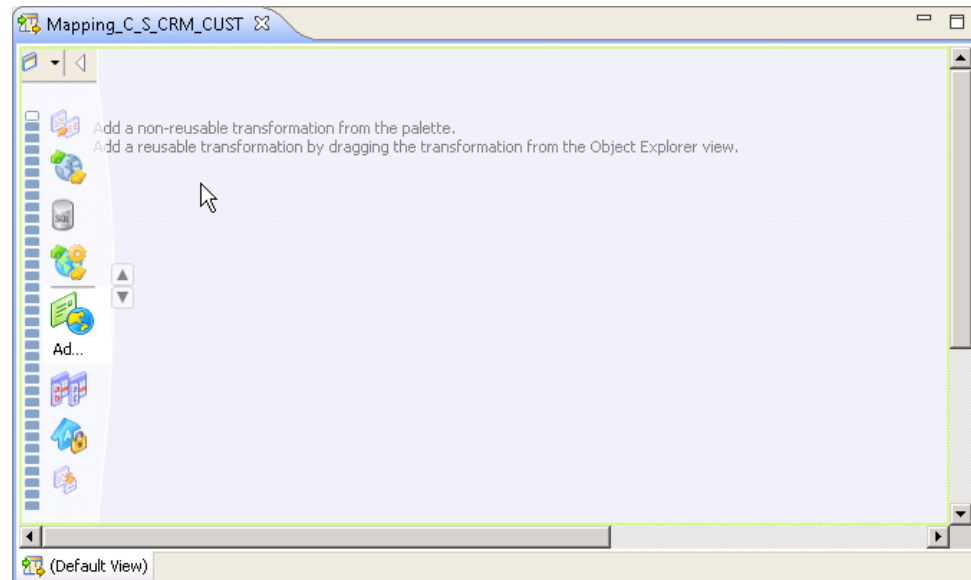 Mapping_C_S_CRM_CUST
Add a non-reusable transformation from the palette.
Add a reusable transformation by dragging the transformation from the Object Explorer view.
SQL
Ad...
(Default View)